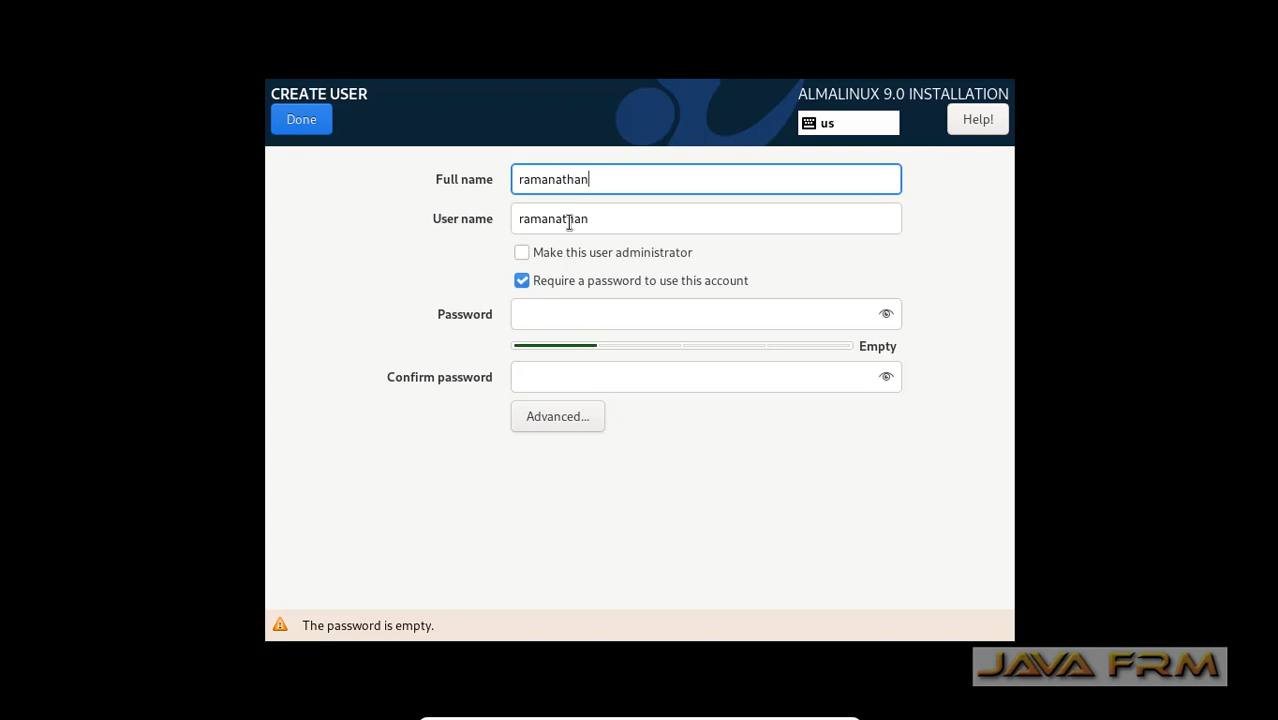 CREATE USER
ALMALINUX 9.0 INSTALLATION
Done
us
Help!
Full name
ramanathan
User name
ramanathan
Make this user administrator
Require a password to use this account
Password
Empty
Confirm password
Advanced...
The password is empty.
JAVA FRM